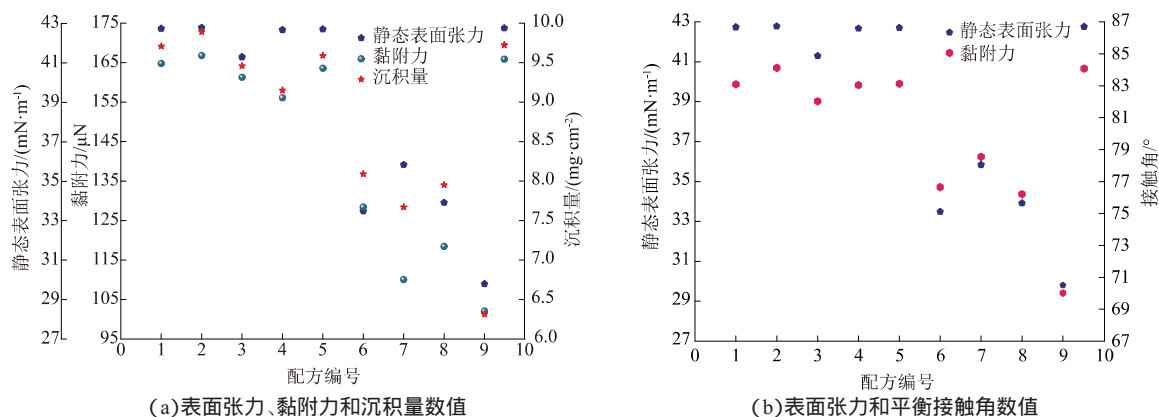 43
41
39
37
35
33
31
29
27
静态表面张力/(mN·m⁻¹)
175
165
155
145
135
125
115
105
95
黏附力/μN
静态表面张力
黏附力
沉积量
10.0
9.5
9.0
8.5
8.0
7.5
7.0
6.5
6.0
沉积量/(mg·cm⁻²)
0 1 2 3 4 5 6 7 8 9 10
配方编号
(a)表面张力、黏附力和沉积量数值
43
41
39
37
35
33
31
29
27
静态表面张力/(mN·m⁻¹)
静态表面张力
黏附力
87
85
83
81
79
77
75
73
71
69
67
接触角/°
0 1 2 3 4 5 6 7 8 9 10
配方编号
(b)表面张力和平衡接触角数值